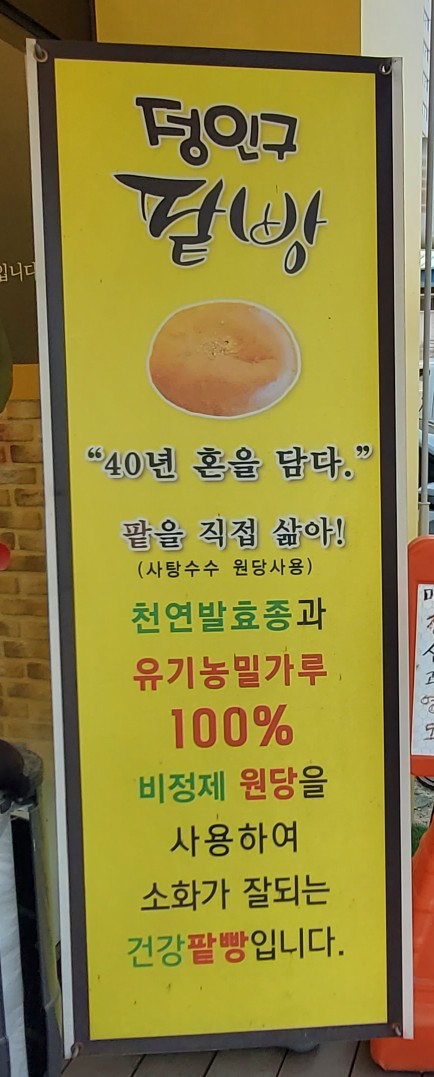 정인구
팥빵
"40년 혼을 담다."
팥을 직접 삶아!
(사탕수수 원당사용)
천연발효종과
유기농밀가루
100%
비정제 원당을
사용하여
소화가 잘되는
건강팥빵입니다.
입니다